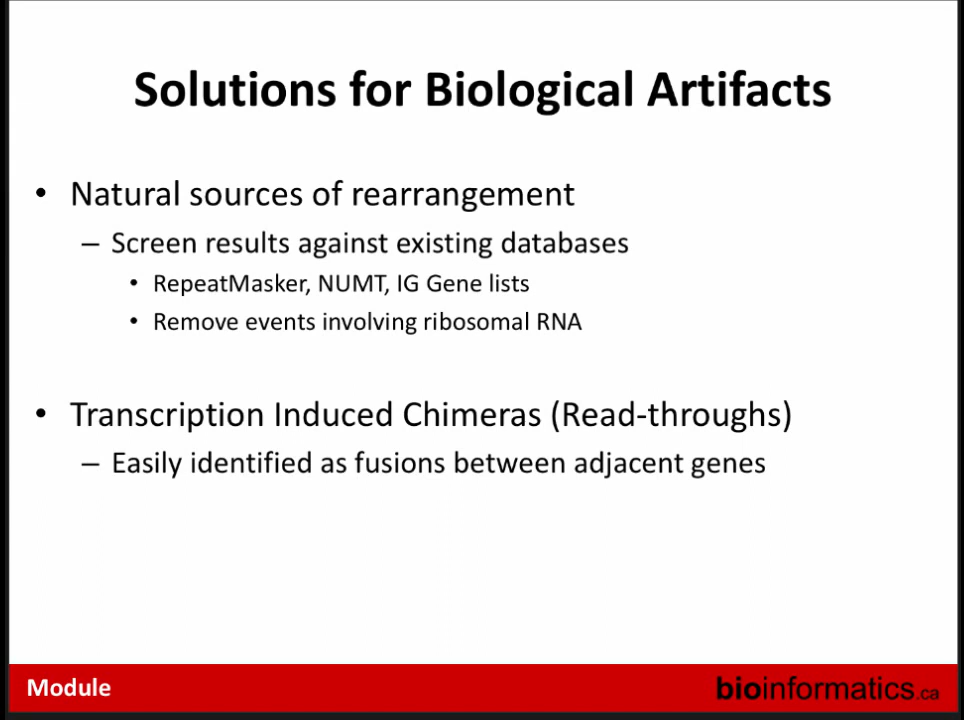 Solutions for Biological Artifacts
• Natural sources of rearrangement
– Screen results against existing databases
• RepeatMasker, NUMT, IG Gene lists
• Remove events involving ribosomal RNA
• Transcription Induced Chimeras (Read-throughs)
– Easily identified as fusions between adjacent genes
Module
bioinformatics.ca